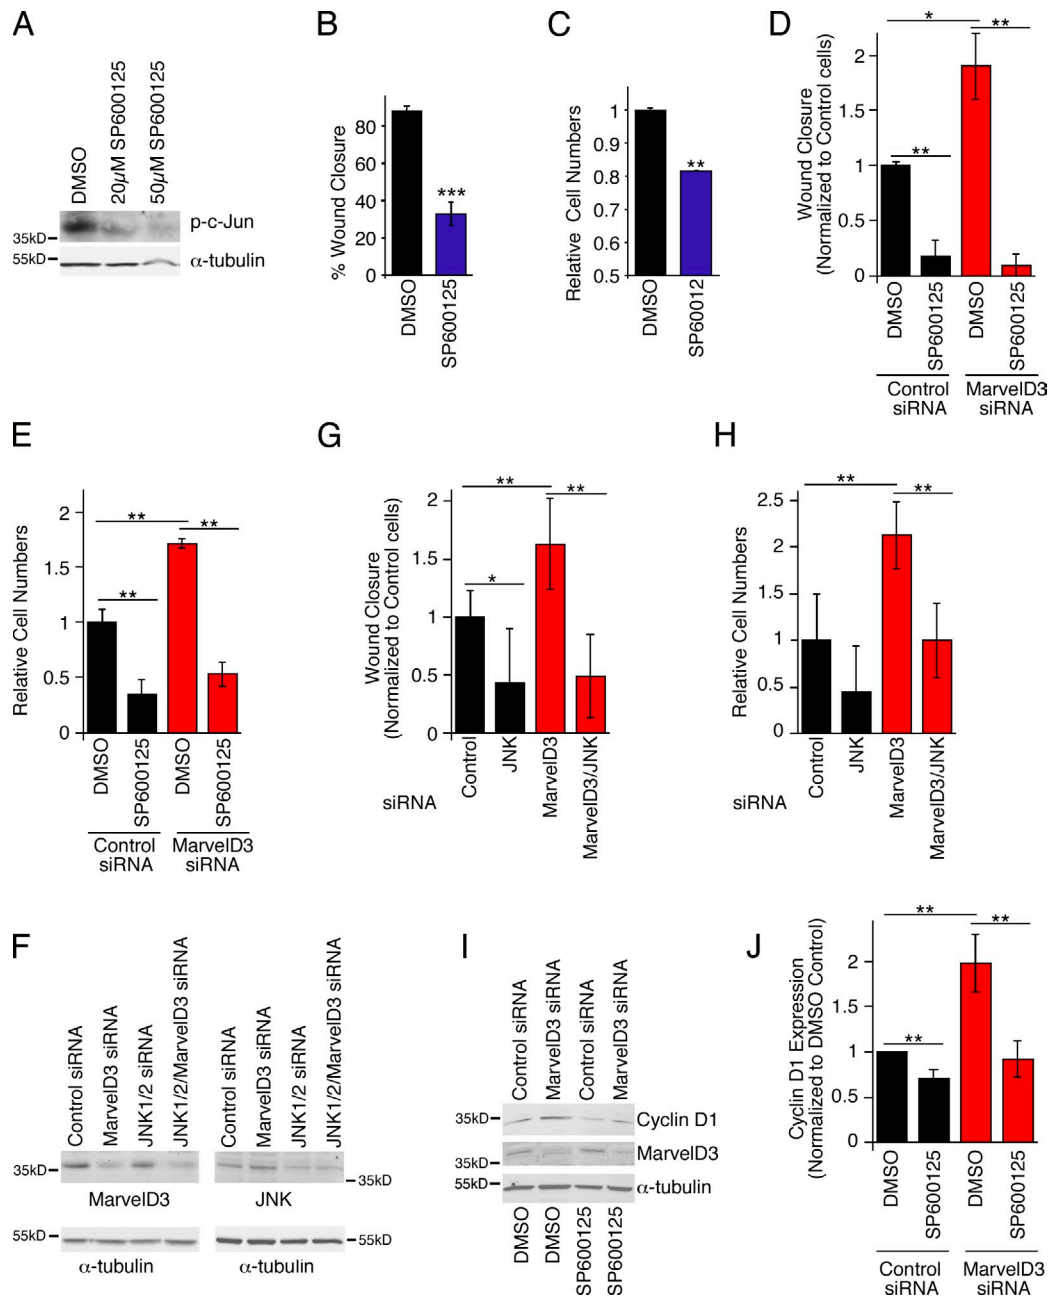 A
DMSO
20µM SP600125
50µM SP600125
p-c-Jun
35kD
55kD
α-tubulin
B
% Wound Closure
80
60
40
20
0
***
DMSO
SP600125
C
Relative Cell Numbers
1
0.9
0.8
0.7
0.6
0.5
**
DMSO
SP60012
D
Wound Closure
(Normalized to Control cells)
2
1.5
1
0.5
0
*
**
**
DMSO
SP600125
DMSO
SP600125
Control
siRNA
MarvelD3
siRNA
E
Relative Cell Numbers
2
1.5
1
0.5
0
**
**
**
DMSO
SP600125
DMSO
SP600125
Control
siRNA
MarvelD3
siRNA
G
Wound Closure
(Normalized to Control cells)
2
1.5
1
0.5
0
**
**
*
siRNA
Control
JNK
MarvelD3
MarvelD3/JNK
H
Relative Cell Numbers
2.5
2
1.5
1
0.5
0
**
**
siRNA
Control
JNK
MarvelD3
MarvelD3/JNK
F
Control siRNA
MarvelD3 siRNA
JNK1/2 siRNA
JNK1/2/MarvelD3 siRNA
Control siRNA
MarvelD3 siRNA
JNK1/2 siRNA
JNK1/2/MarvelD3 siRNA
35kD
35kD
MarvelD3
JNK
55kD
55kD
α-tubulin
α-tubulin
I
Control siRNA
MarvelD3 siRNA
Control siRNA
MarvelD3 siRNA
35kD
Cyclin D1
35kD
MarvelD3
55kD
α-tubulin
DMSO
DMSO
SP600125
SP600125
J
Cyclin D1 Expression
(Normalized to DMSO Control)
2
1.5
1
0.5
0
**
**
**
DMSO
SP600125
DMSO
SP600125
Control
siRNA
MarvelD3
siRNA